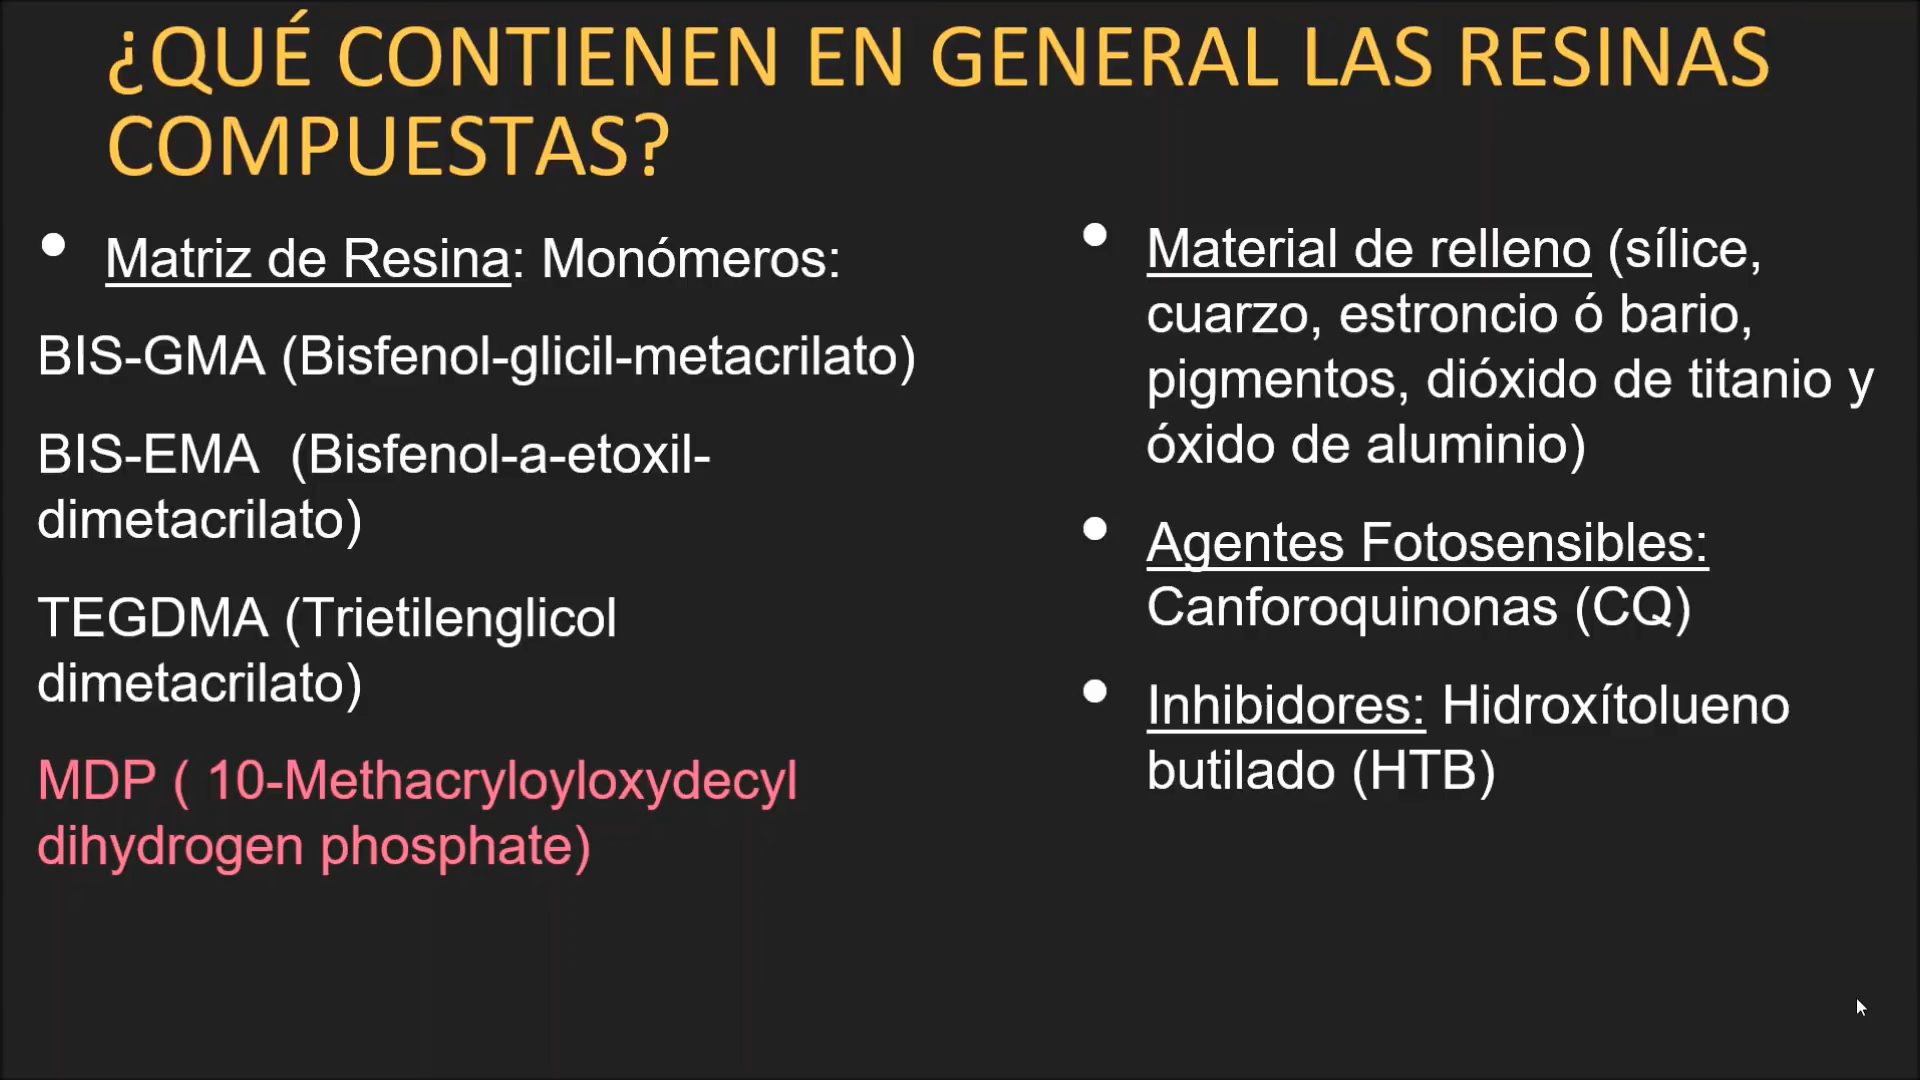 ¿QUÉ CONTIENEN EN GENERAL LAS RESINAS
COMPUESTAS?
• Matriz de Resina: Monómeros:
BIS-GMA (Bisfenol-glicil-metacrilato)
BIS-EMA  (Bisfenol-a-etoxil-
dimetacrilato)
TEGDMA (Trietilenglicol
dimetacrilato)
MDP ( 10-Methacryloyloxydecyl
dihydrogen phosphate)
• Material de relleno (sílice,
cuarzo, estroncio ó bario,
pigmentos, dióxido de titanio y
óxido de aluminio)
• Agentes Fotosensibles:
Canforoquinonas (CQ)
• Inhibidores: Hidroxítolueno
butilado (HTB)